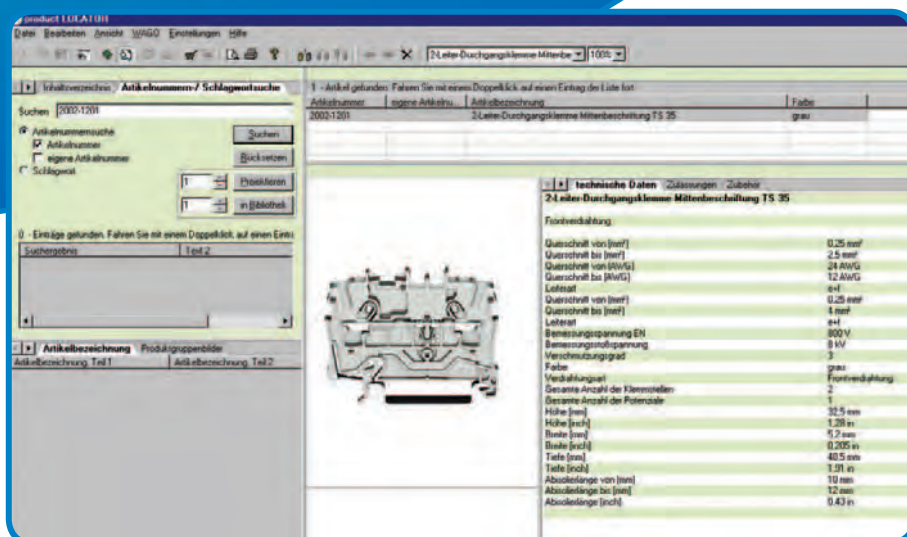 product LOCATOR
Datei Bearbeiten Ansicht WAGO Einstellungen Hilfe
2-Leiter-Durchgangsklemme Mittenbe 100%
Inhaltsverzeichnis Artikelnummern-/ Schlagwortsuche
Suchen 2002-1201
Artikelnummernsuche
Artikelnummer
eigene Artikelnummer
Schlagwort
Suchen
Rücksetzen
1 Projektieren
1 in Bibliothek
0 - Einträge gefunden. Fahren Sie mit einem Doppelklick, auf einen Eintra
Suchergebnis Text 2
Artikelbezeichnung Produktgruppenbilder
Artikelbezeichnung, Teil 1 Artikelbezeichnung, Teil 2
1 - Artikel gefunden. Fahren Sie mit einem Doppelklick auf einen Eintrag der Liste fort.
Artikelnummer eigene Artikelnu... Artikelbezeichnung Farbe
2002-1201 2-Leiter-Durchgangsklemme Mittenbeschriftung TS 35 grau
technische Daten Zulassungen Zubehör
2-Leiter-Durchgangsklemme Mittenbeschriftung TS 35
Frontverdrahtung
Querschnitt von [mm²] 0.25 mm²
Querschnitt bis [mm²] 2.5 mm²
Querschnitt von [AWG] 24 AWG
Querschnitt bis [AWG] 12 AWG
Leiterart e+f
Querschnitt von [mm²] 0.25 mm²
Querschnitt bis [mm²] 4 mm²
Leiterart e+f
Bemessungsspannung EN 800 V
Bemessungsstoßspannung 8 kV
Verschmutzungsgrad 3
Farbe grau
Verdrahtungsart Frontverdrahtung
Gesamte Anzahl der Klemmstellen 2
Gesamte Anzahl der Potenziale 1
Höhe [mm] 32.5 mm
Höhe [inch] 1.28 in
Breite [mm] 5.2 mm
Breite [inch] 0.205 in
Tiefe [mm] 40.5 mm
Tiefe [inch] 1.91 in
Abisolierlänge von [mm] 10 mm
Abisolierlänge bis [mm] 12 mm
Abisolierlänge [inch] 0.43 in